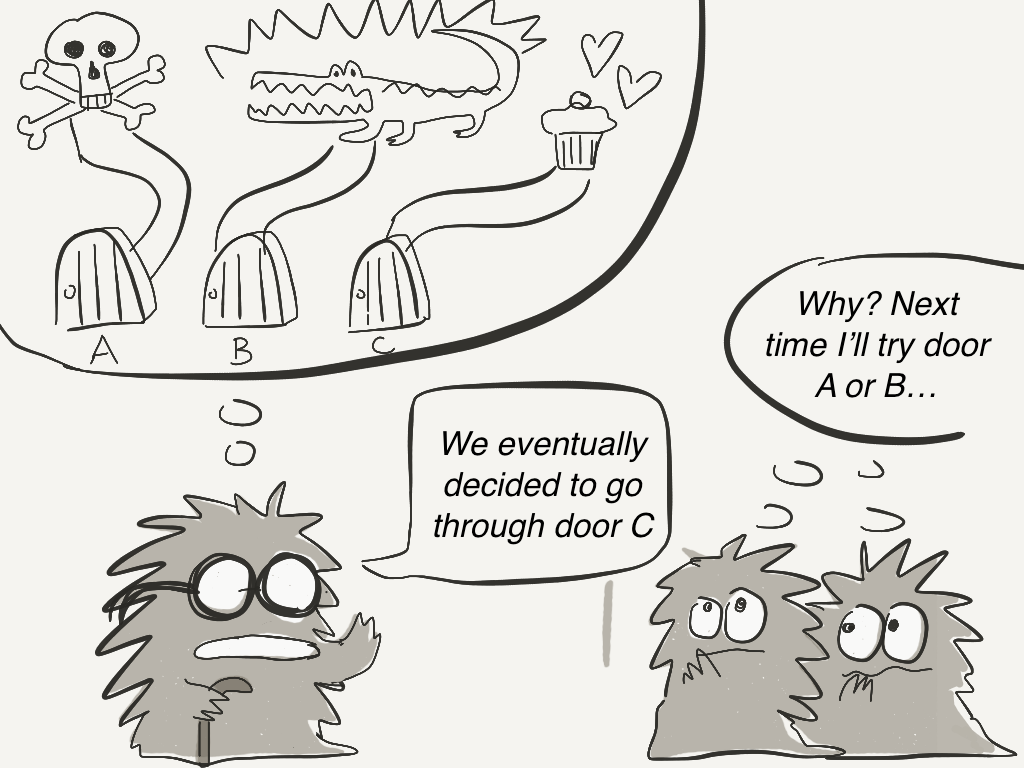 A
B
C
Why? Next
time I'll try door
A or B…
We eventually
decided to go
through door C